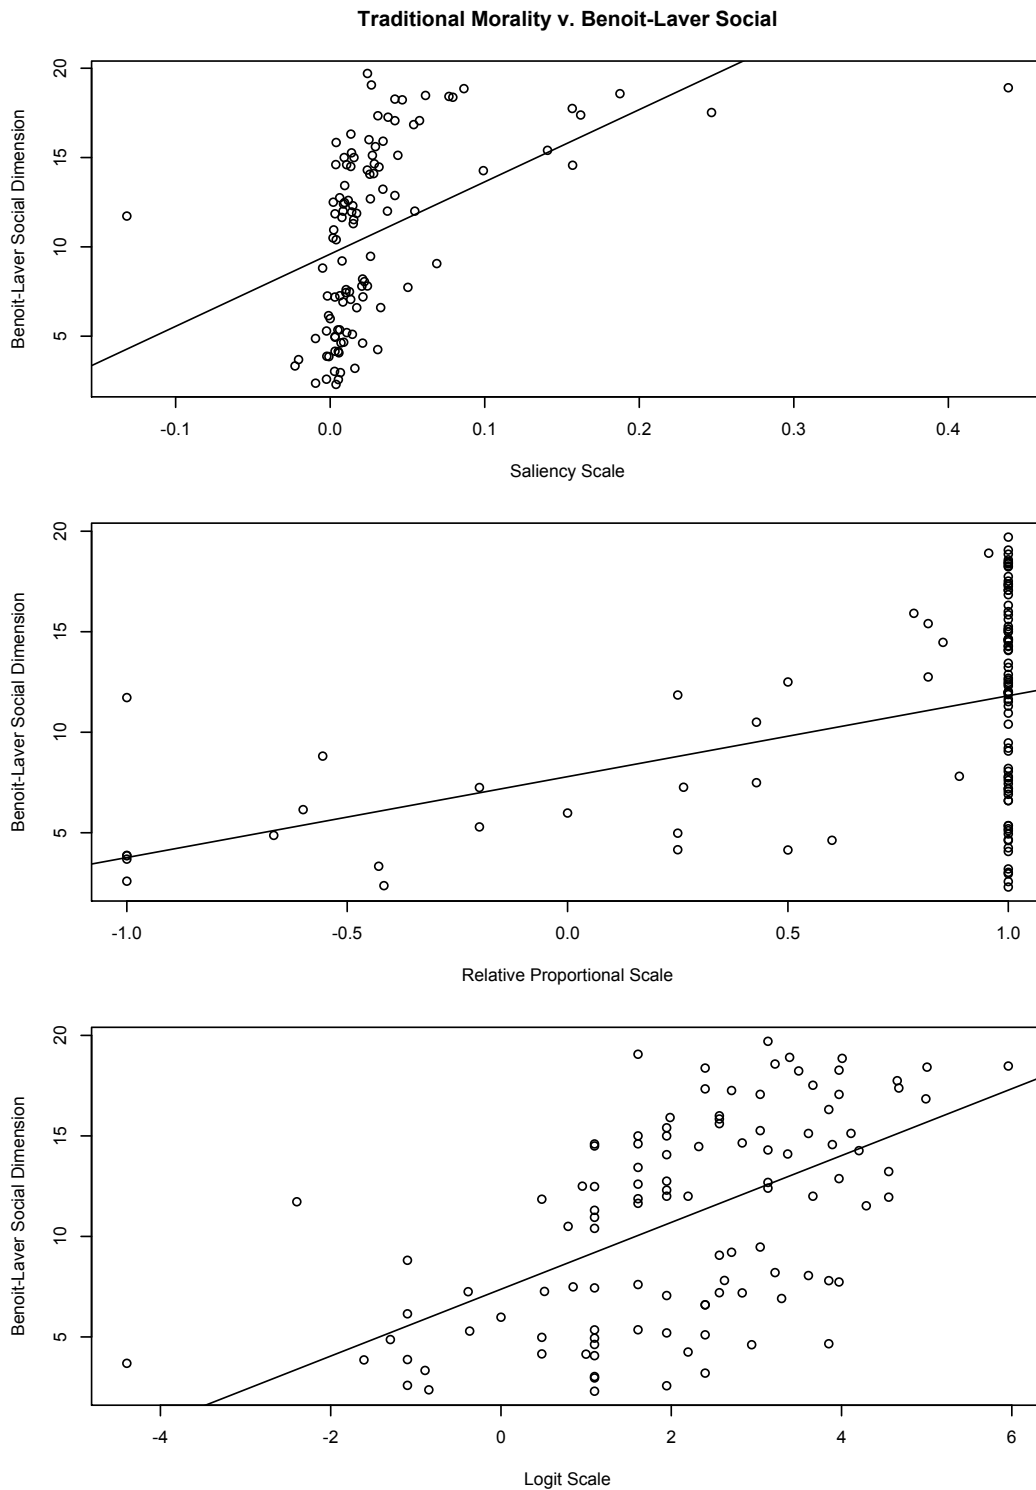 Traditional Morality v. Benoit-Laver Social
20
15
10
5
Benoit-Laver Social Dimension
-0.1 0.0 0.1 0.2 0.3 0.4
Saliency Scale
20
15
10
5
Benoit-Laver Social Dimension
-1.0 -0.5 0.0 0.5 1.0
Relative Proportional Scale
20
15
10
5
Benoit-Laver Social Dimension
-4 -2 0 2 4 6
Logit Scale